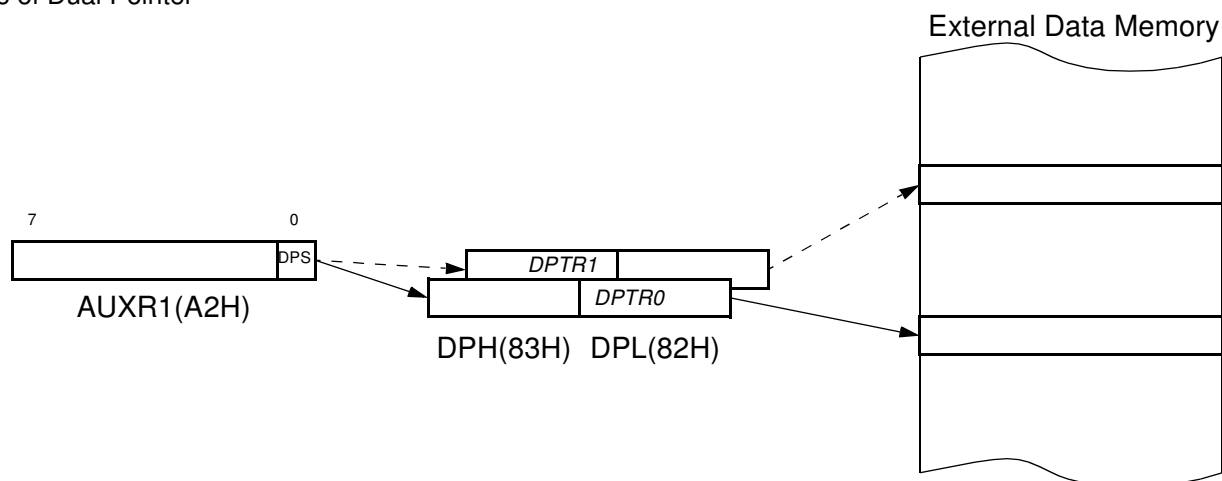 of Dual Pointer
External Data Memory
7 0
DPS
DPTR1
DPTR0
AUXR1(A2H)
DPH(83H) DPL(82H)